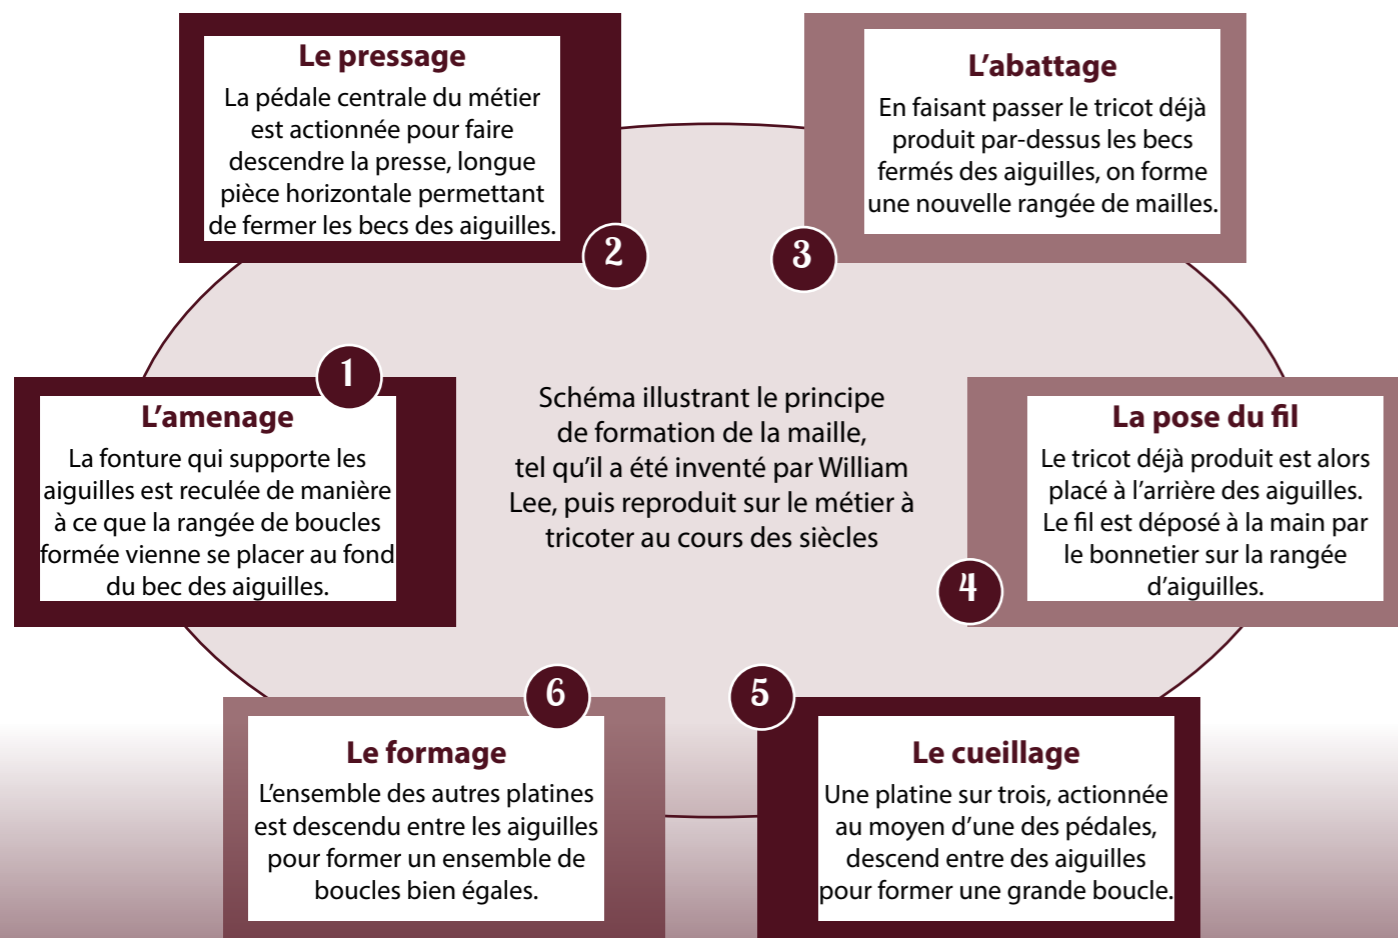 1
L’amenage
La fonture qui supporte les
aiguilles est reculée de manière
à ce que la rangée de boucles
formée vienne se placer au fond
du bec des aiguilles.
2
Le pressage
La pédale centrale du métier
est actionnée pour faire
descendre la presse, longue
pièce horizontale permettant
de fermer les becs des aiguilles.
3
L’abattage
En faisant passer le tricot déjà
produit par-dessus les becs
fermés des aiguilles, on forme
une nouvelle rangée de mailles.
4
La pose du fil
Le tricot déjà produit est alors
placé à l’arrière des aiguilles.
Le fil est déposé à la main par
le bonnetier sur la rangée
d’aiguilles.
5
Le cueillage
Une platine sur trois, actionnée
au moyen d’une des pédales,
descend entre des aiguilles
pour former une grande boucle.
6
Le formage
L’ensemble des autres platines
est descendu entre les aiguilles
pour former un ensemble de
boucles bien égales.
Schéma illustrant le principe
de formation de la maille,
tel qu’il a été inventé par William
Lee, puis reproduit sur le métier à
tricoter au cours des siècles